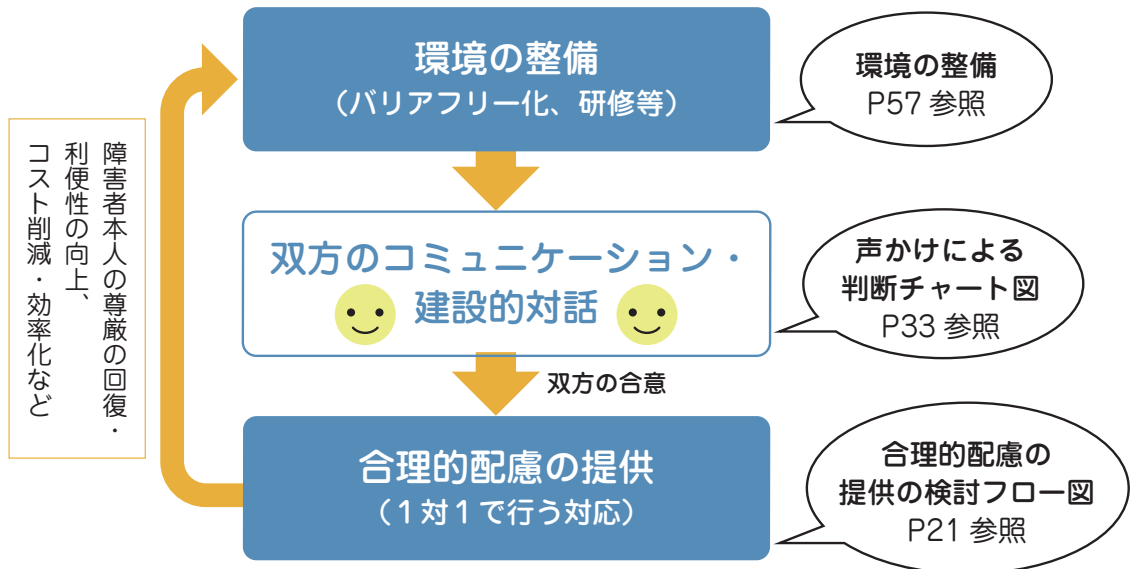 環境の整備
（バリアフリー化、研修等）
環境の整備
P57 参照
障害者本人の尊厳の回復・
利便性の向上、
コスト削減・効率化など
双方のコミュニケーション・
建設的対話
声かけによる
判断チャート図
P33 参照
双方の合意
合理的配慮の提供
（１対１で行う対応）
合理的配慮の
提供の検討フロー図
P21 参照